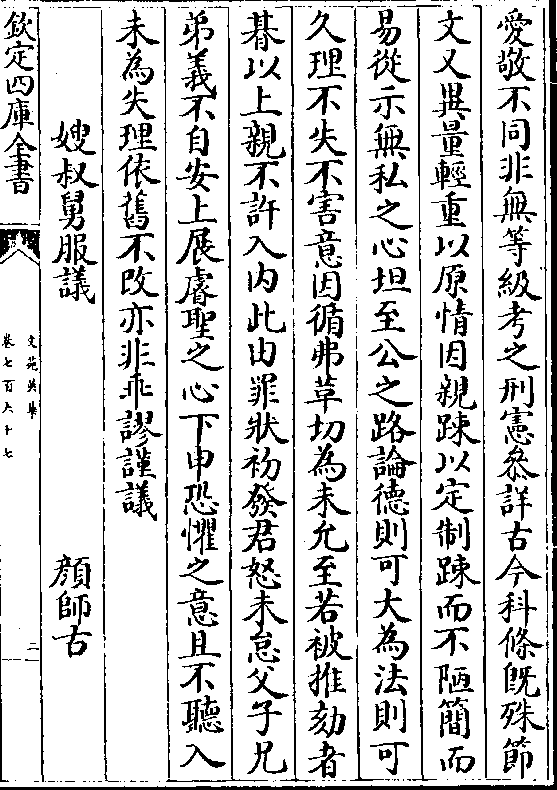 愛敬不同非無等級考之刑憲叅詳古今科條既殊節
文又異量輕重以原情因親踈以定制踈而不陋簡而
易從示無私之心坦至公之路論德則可大為法則可
久理不失不害意因循弗草切為未允至若被推劾者
朞以上親不許入内此由罪狀初發君怒未怠父子兄
弟義不自安上展睿聖之心下申恐懼之意且不聽入
未為失理依舊不改亦非乖謬謹議
嫂叔舅服議　顔師古
欽定四庫全書
文苑英華
卷七百六十七
二